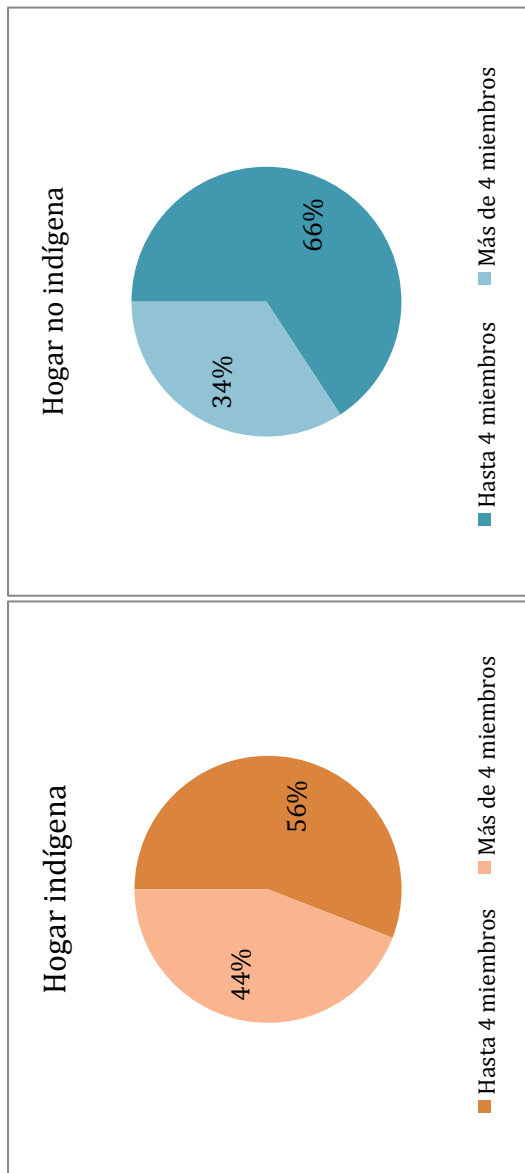 Hogar indígena
44%
56%
Hasta 4 miembros Más de 4 miembros
Hogar no indígena
34%
66%
Hasta 4 miembros Más de 4 miembros